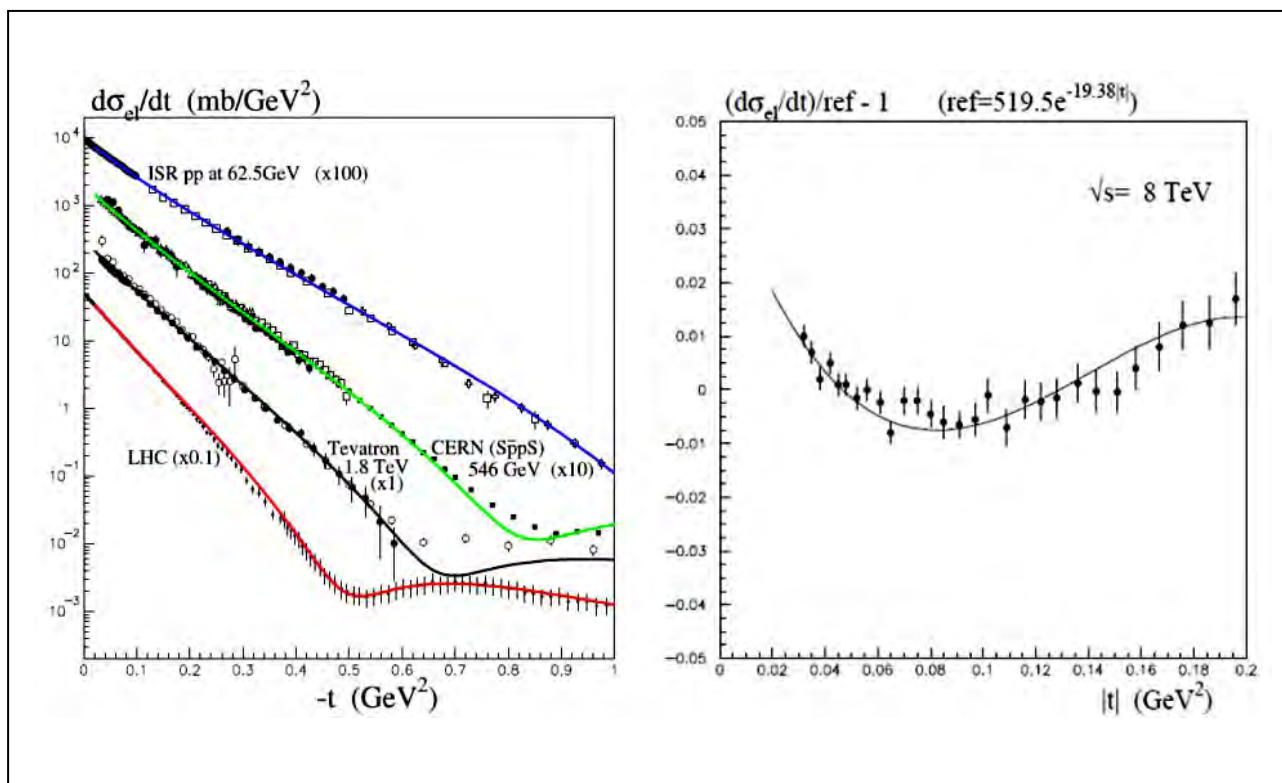 dσ_el/dt (mb/GeV²)
10⁴
10³
10²
10
1
10⁻¹
10⁻²
10⁻³
ISR pp at 62.5GeV (x100)
LHC (x0.1)
Tevatron
1.8 TeV
(x1)
CERN (Sp̄pS)
546 GeV (x10)
0 0.1 0.2 0.3 0.4 0.5 0.6 0.7 0.8 0.9 1
-t (GeV²)
(dσ_el/dt)/ref - 1 (ref=519.5e^-19.38|t|)
√s= 8 TeV
0.05
0.04
0.03
0.02
0.01
0
−0.01
−0.02
−0.03
−0.04
−0.05
0 0.02 0.04 0.06 0.08 0.1 0.12 0.14 0.16 0.18 0.2
|t| (GeV²)